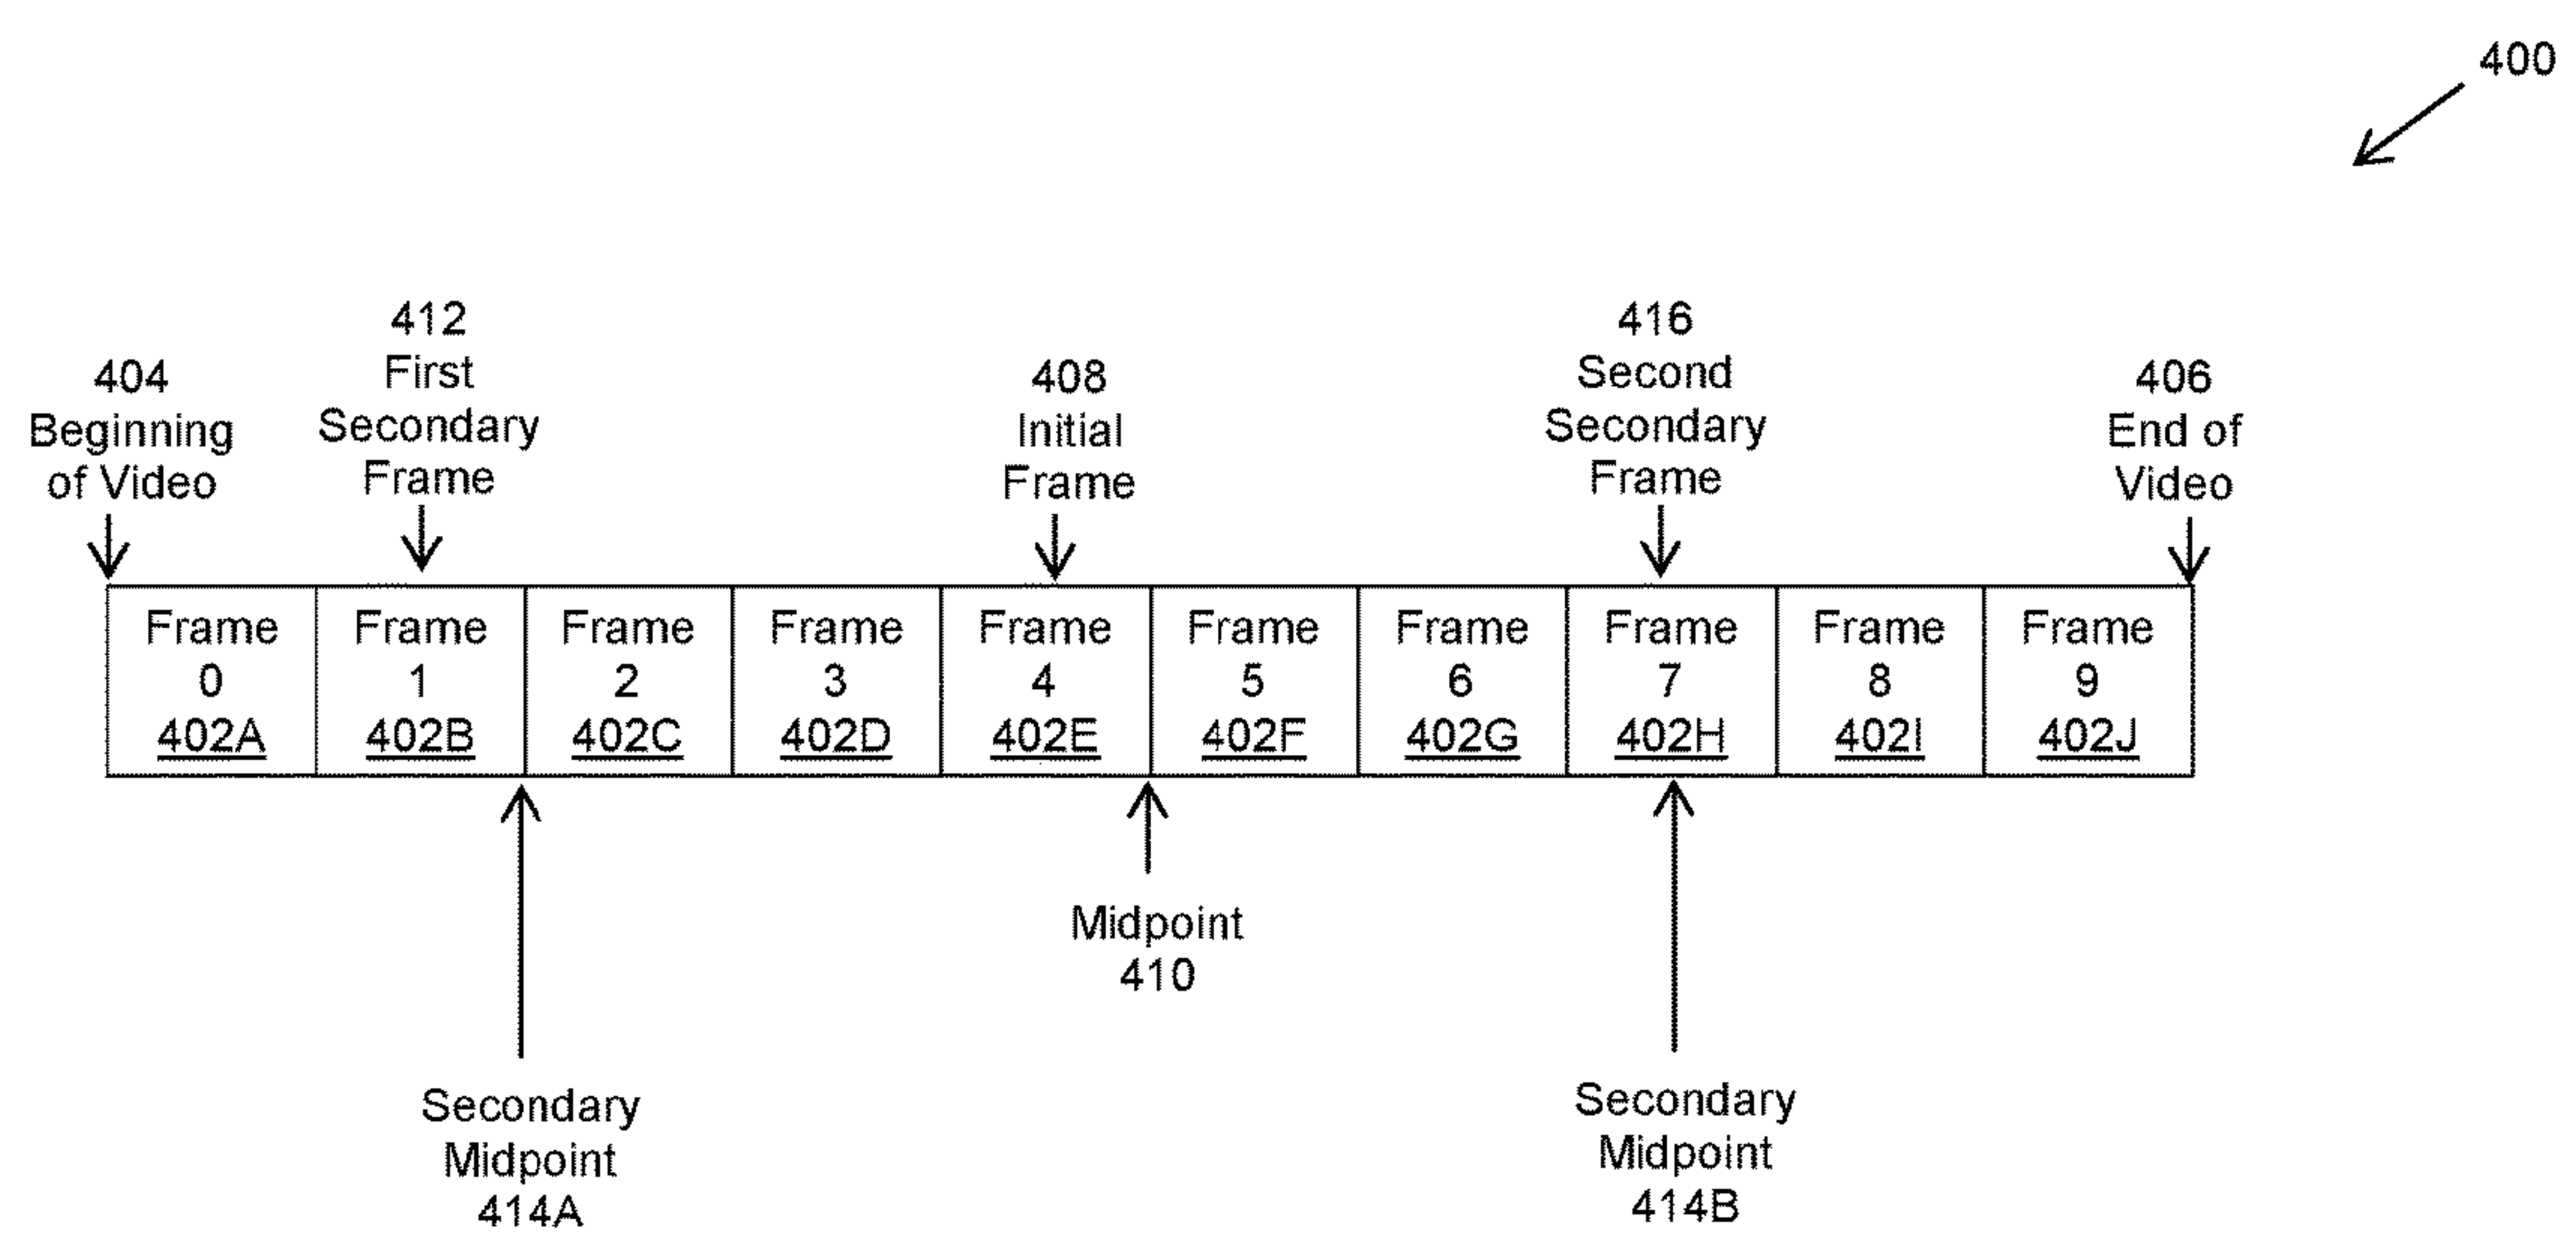 400
404
Beginning
of Video
412
First
Secondary
Frame
408
Initial
Frame
416
Second
Secondary
Frame
406
End of
Video
Frame
0
402A
Frame
1
402B
Frame
2
402C
Frame
3
402D
Frame
4
402E
Frame
5
402F
Frame
6
402G
Frame
7
402H
Frame
8
402I
Frame
9
402J
Midpoint
410
Secondary
Midpoint
414A
Secondary
Midpoint
414B